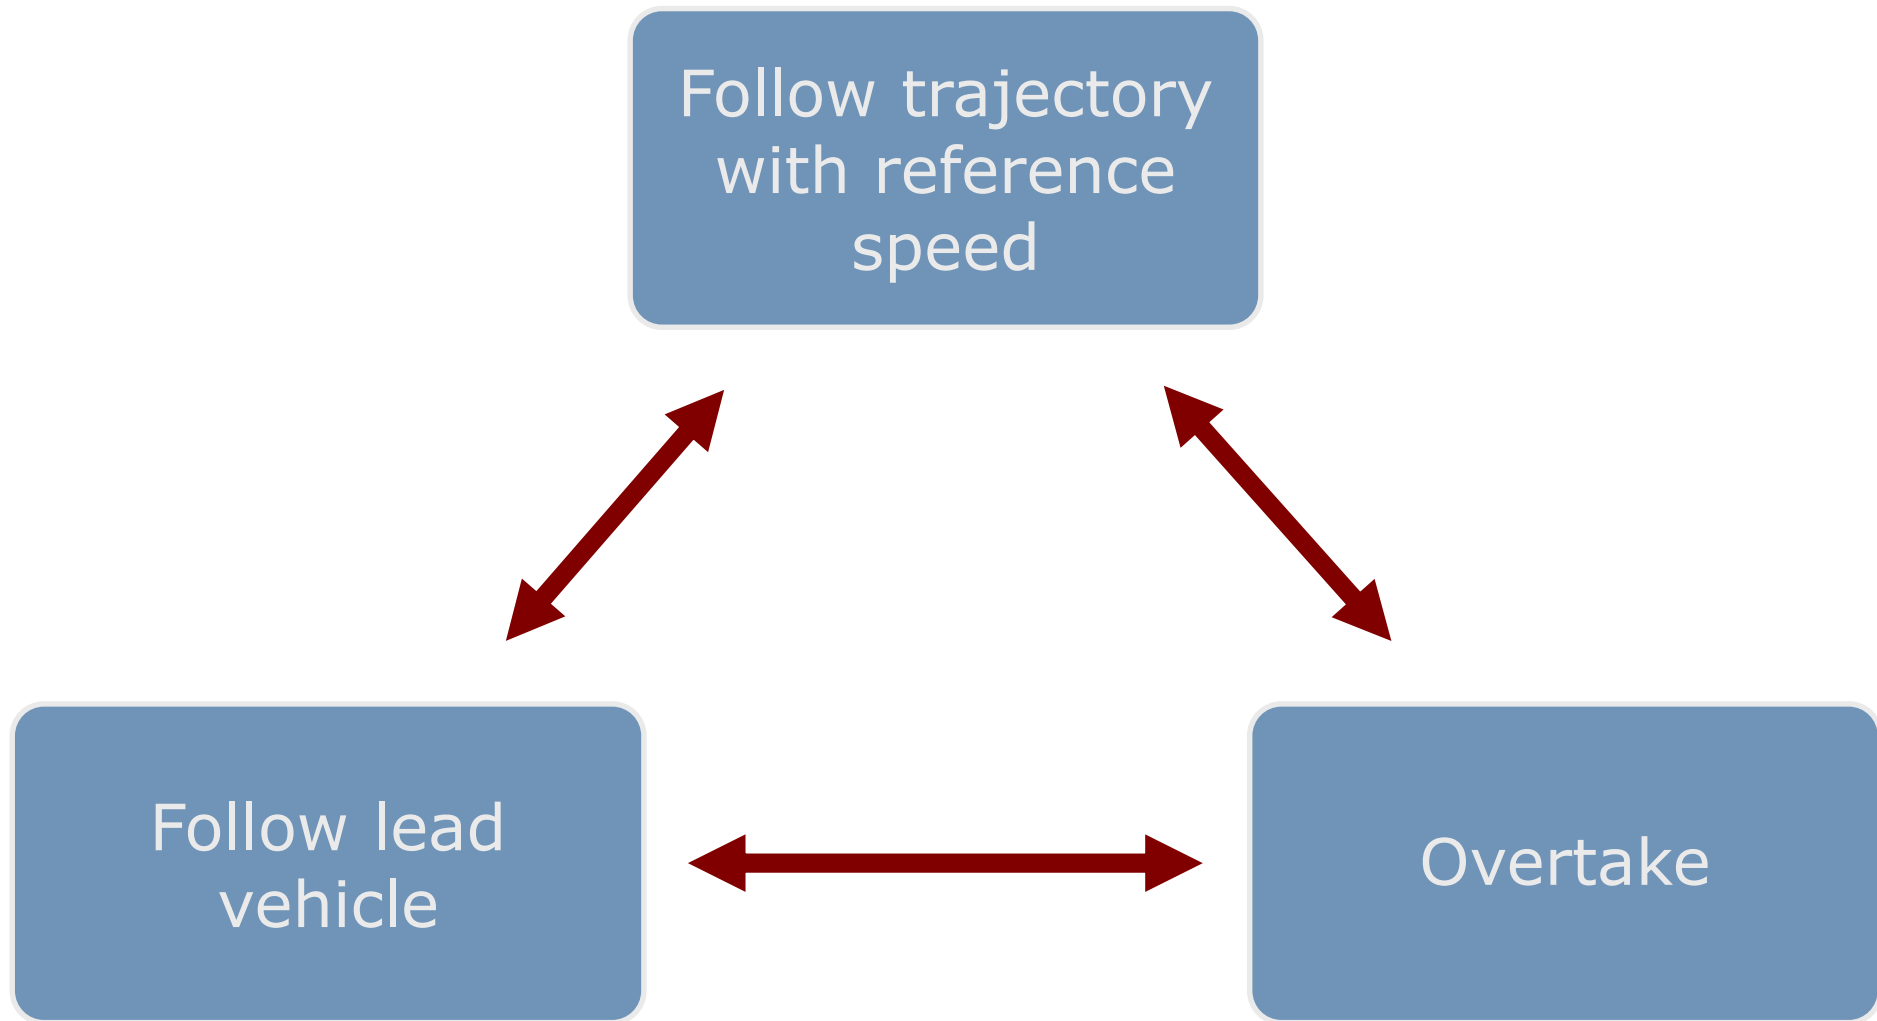 Follow trajectory
with reference
speed
Follow lead
vehicle
Overtake